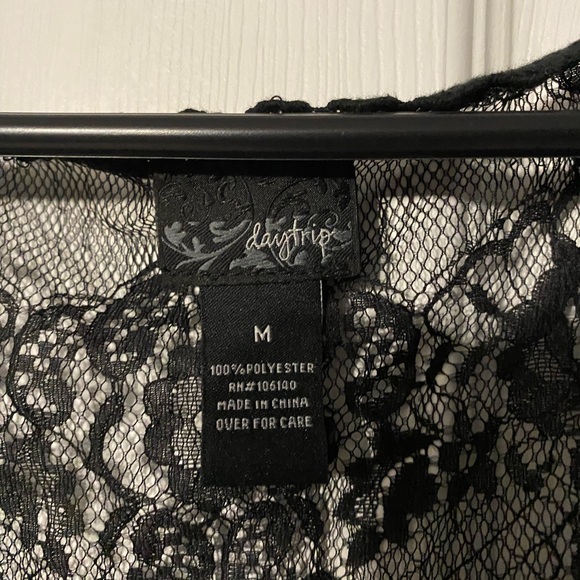 daytrip
M
100% POLYESTER
RN#106140
MADE IN CHINA
OVER FOR CARE